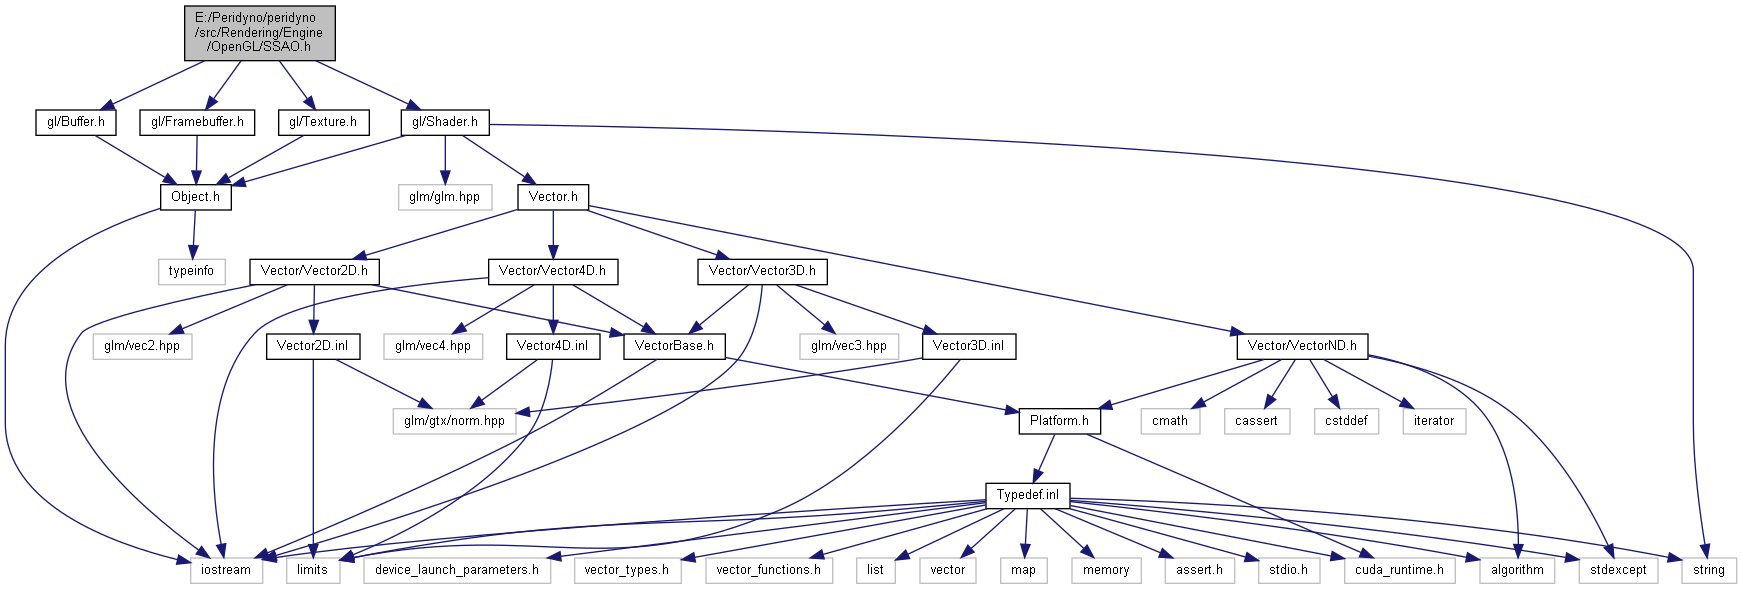 E:/Peridyno/peridyno
/src/Rendering/Engine
/OpenGL/SSAO.h
gl/Buffer.h
gl/Framebuffer.h
gl/Texture.h
gl/Shader.h
Object.h
glm/glm.hpp
Vector.h
typeinfo
Vector/Vector2D.h
Vector/Vector4D.h
Vector/Vector3D.h
glm/vec2.hpp
Vector2D.inl
glm/vec4.hpp
Vector4D.inl
VectorBase.h
glm/vec3.hpp
Vector3D.inl
Vector/VectorND.h
glm/gtx/norm.hpp
Platform.h
cmath
cassert
cstddef
iterator
Typedef.inl
iostream
limits
device_launch_parameters.h
vector_types.h
vector_functions.h
list
vector
map
memory
assert.h
stdio.h
cuda_runtime.h
algorithm
stdexcept
string